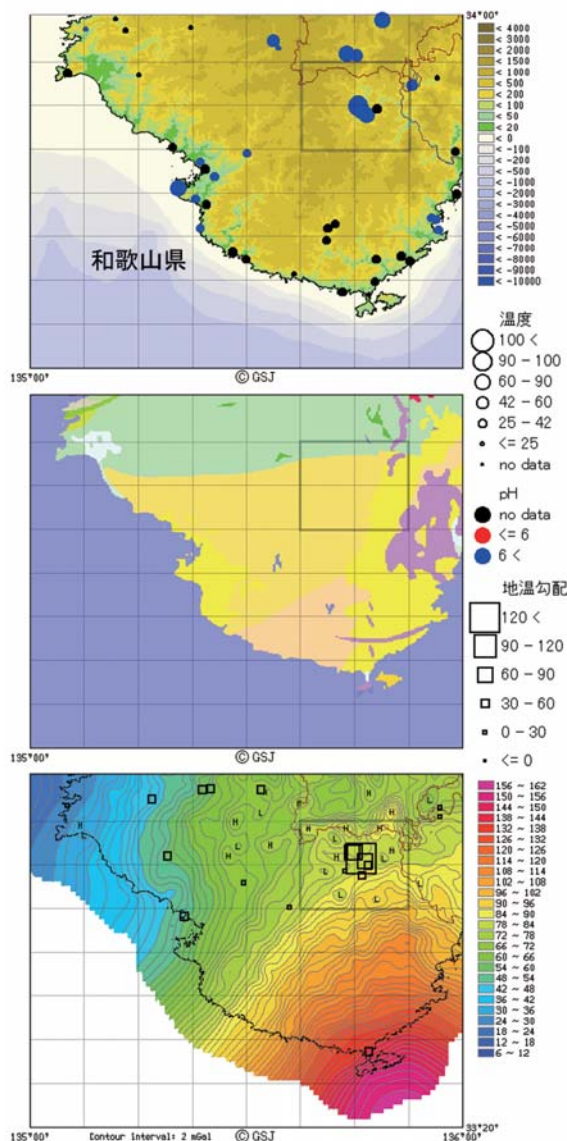 34°00"
< 4000
< 3000
< 2000
< 1500
< 1000
< 500
< 200
< 100
< 50
< 20
< 0
< -100
< -200
< -500
< -1000
< -2000
< -3000
< -4000
< -5000
< -6000
< -7000
< -8000
< -9000
< -10000
和歌山県
195°00"
© GSJ
温度
100 <
90 - 100
60 - 90
42 - 60
25 - 42
<= 25
no data
pH
no data
<= 6
6 <
地温勾配
120 <
90 - 120
60 - 90
30 - 60
0 - 30
<= 0
195°00"
© GSJ
156 ~ 162
150 ~ 156
144 ~ 150
138 ~ 144
132 ~ 138
126 ~ 132
120 ~ 126
114 ~ 120
108 ~ 114
102 ~ 108
96 ~ 102
90 ~ 96
84 ~ 90
78 ~ 84
72 ~ 78
66 ~ 72
60 ~ 66
54 ~ 60
48 ~ 54
42 ~ 48
36 ~ 42
30 ~ 36
24 ~ 30
18 ~ 24
12 ~ 18
6 ~ 12
33°20"
195°00"
Contour interval: 2 mGal
© GSJ
196°00"